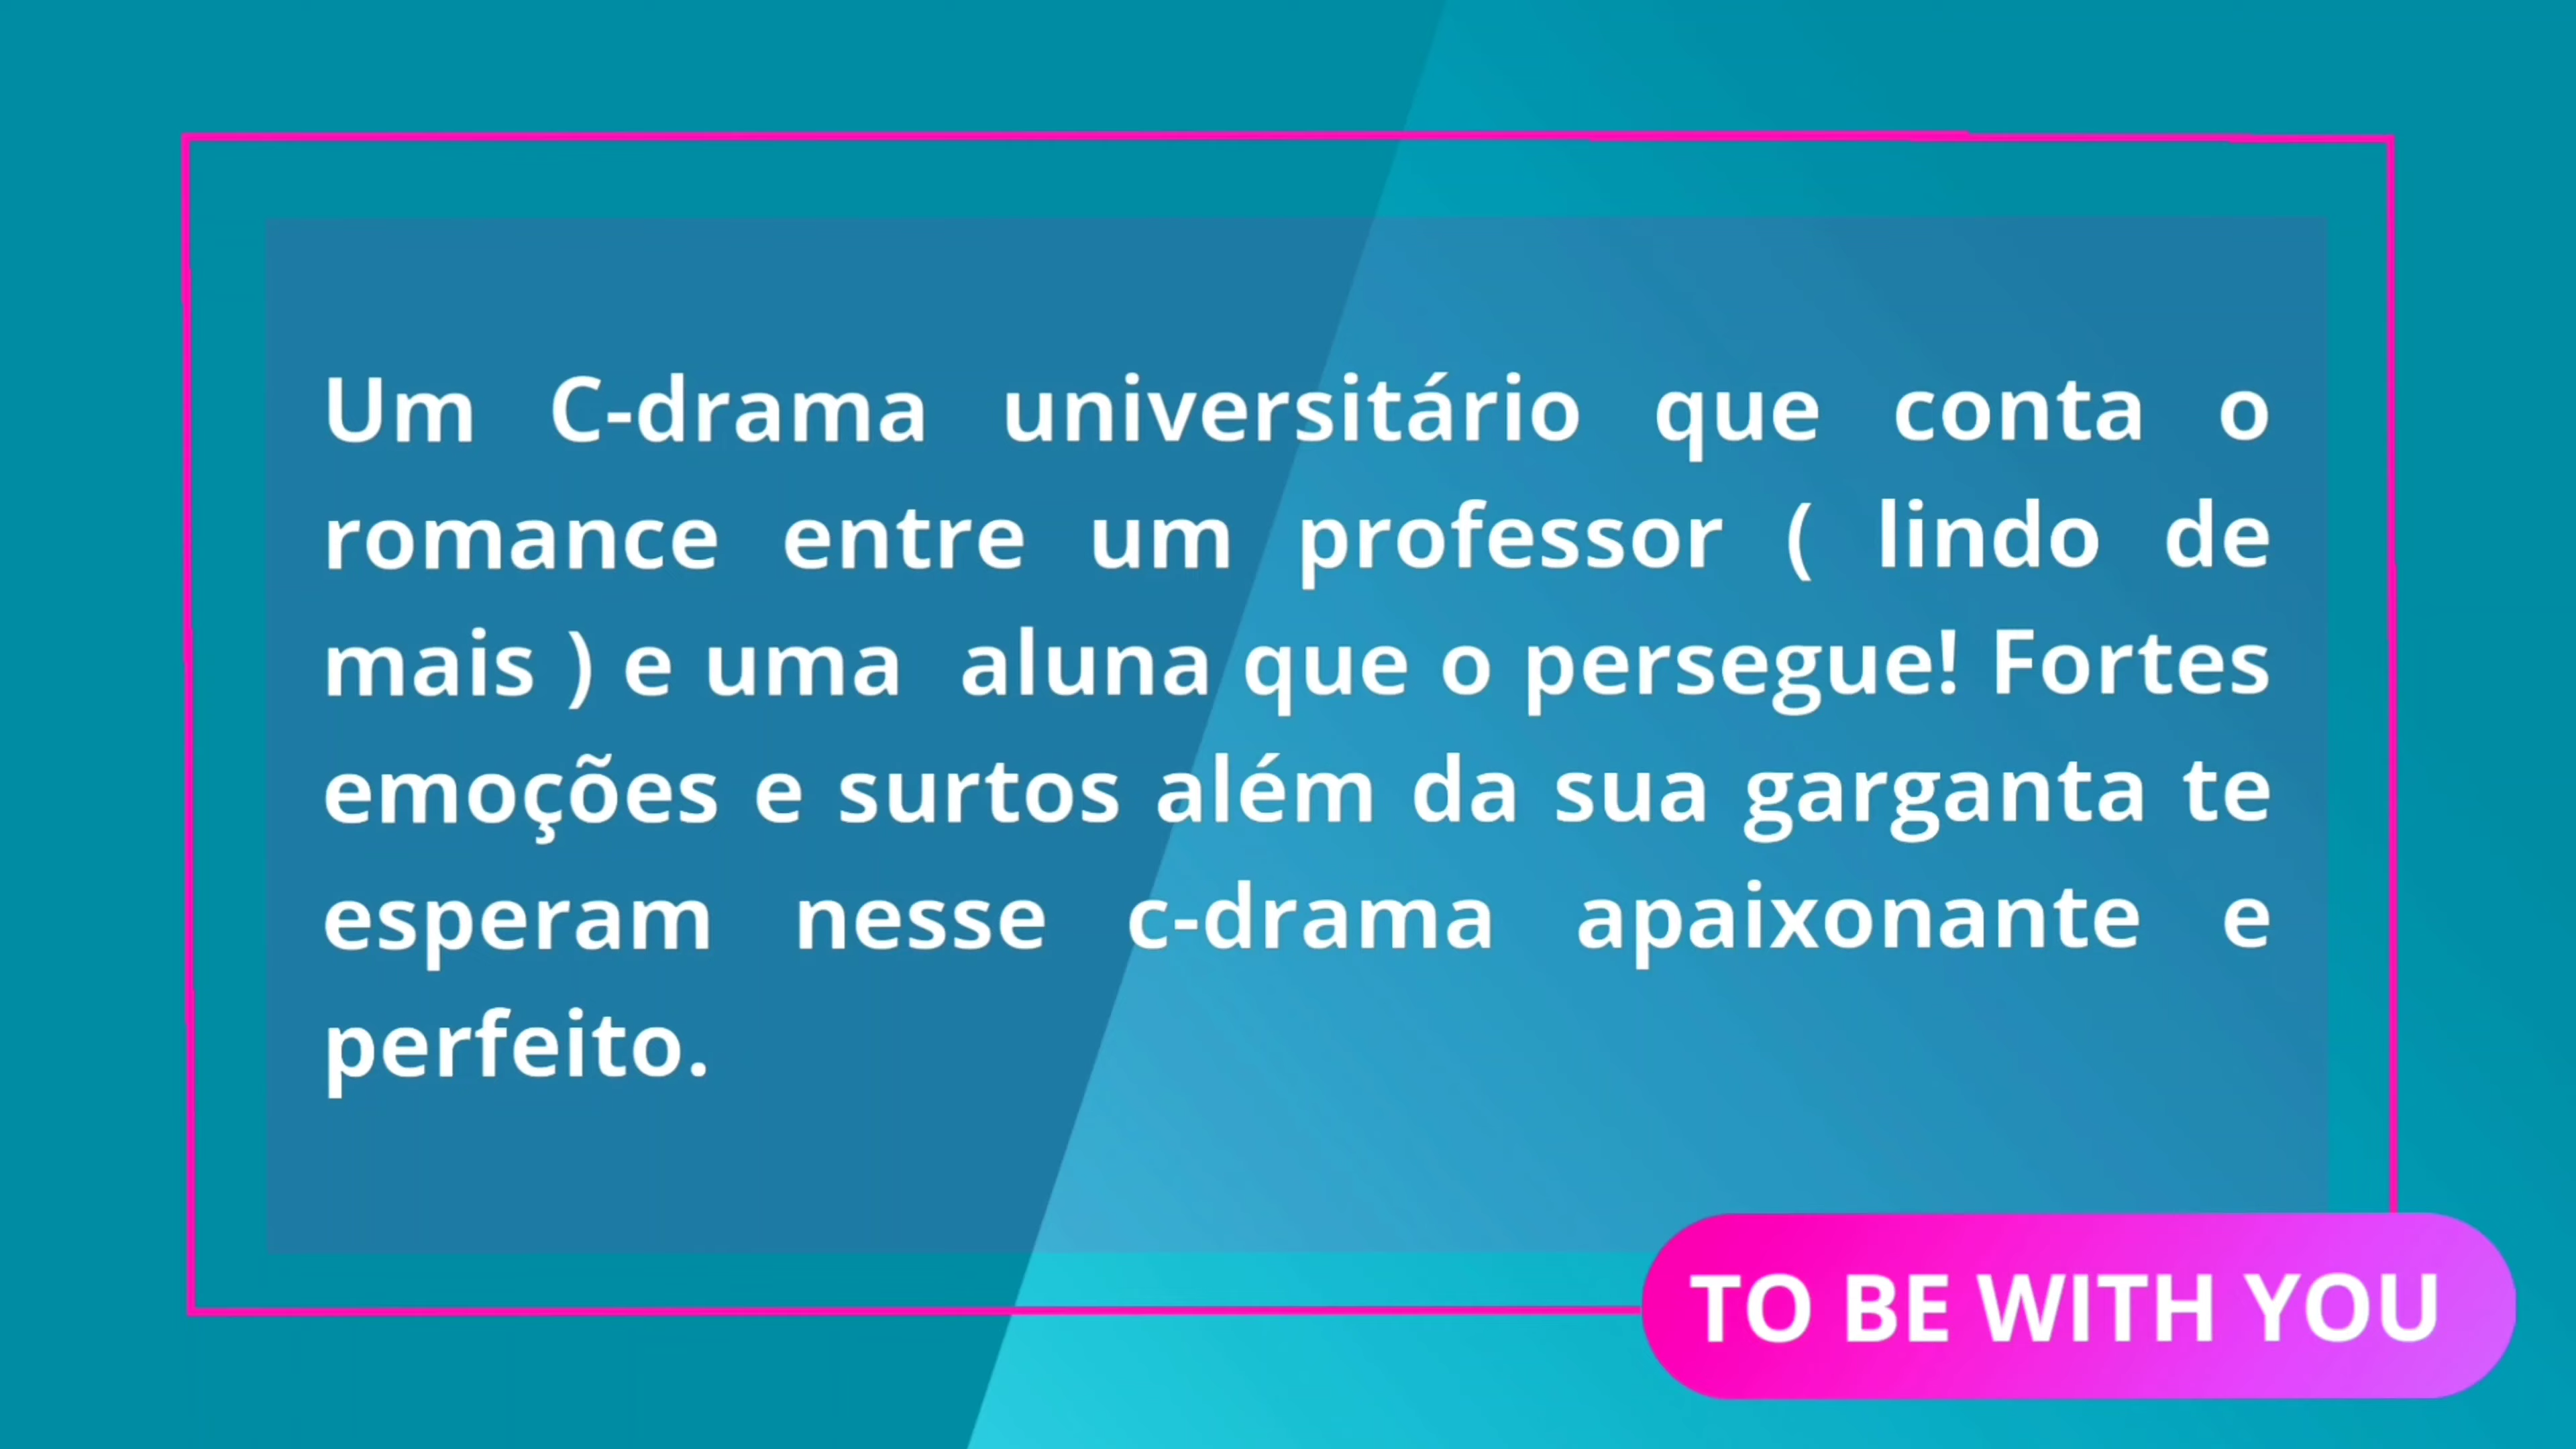 Um C-drama universitário que conta o
romance entre um professor ( lindo de
mais ) e uma aluna que o persegue! Fortes
emoções e surtos além da sua garganta te
esperam nesse c-drama apaixonante e
perfeito.
TO BE WITH YOU